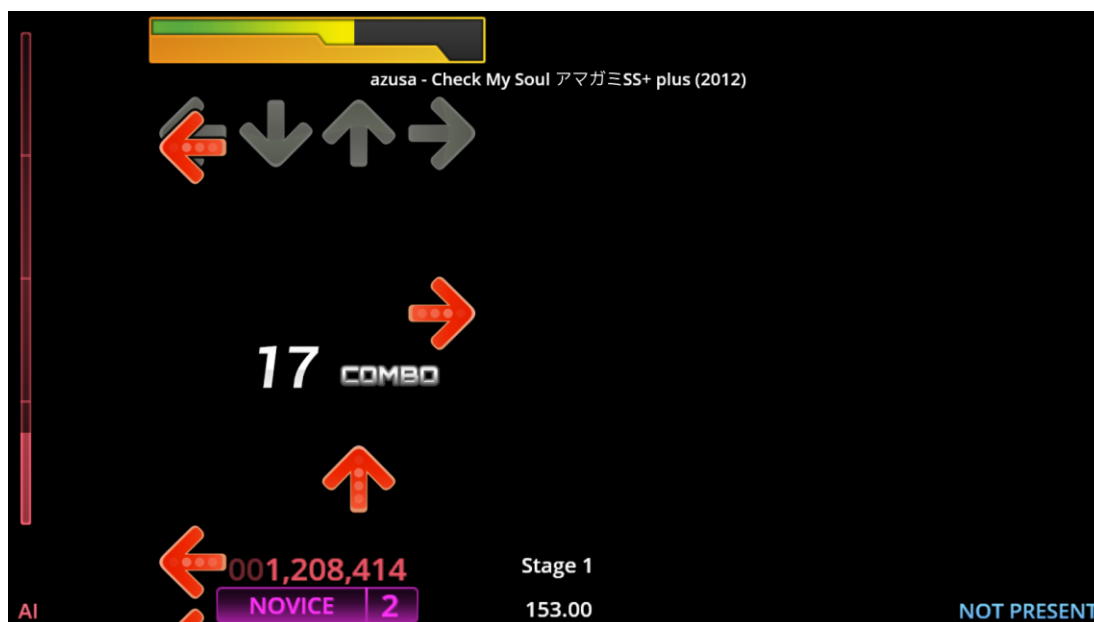 azusa - Check My Soul アマガミSS+ plus (2012)
17 COMBO
001,208,414
Stage 1
NOVICE 2
153.00
AI
NOT PRESENT